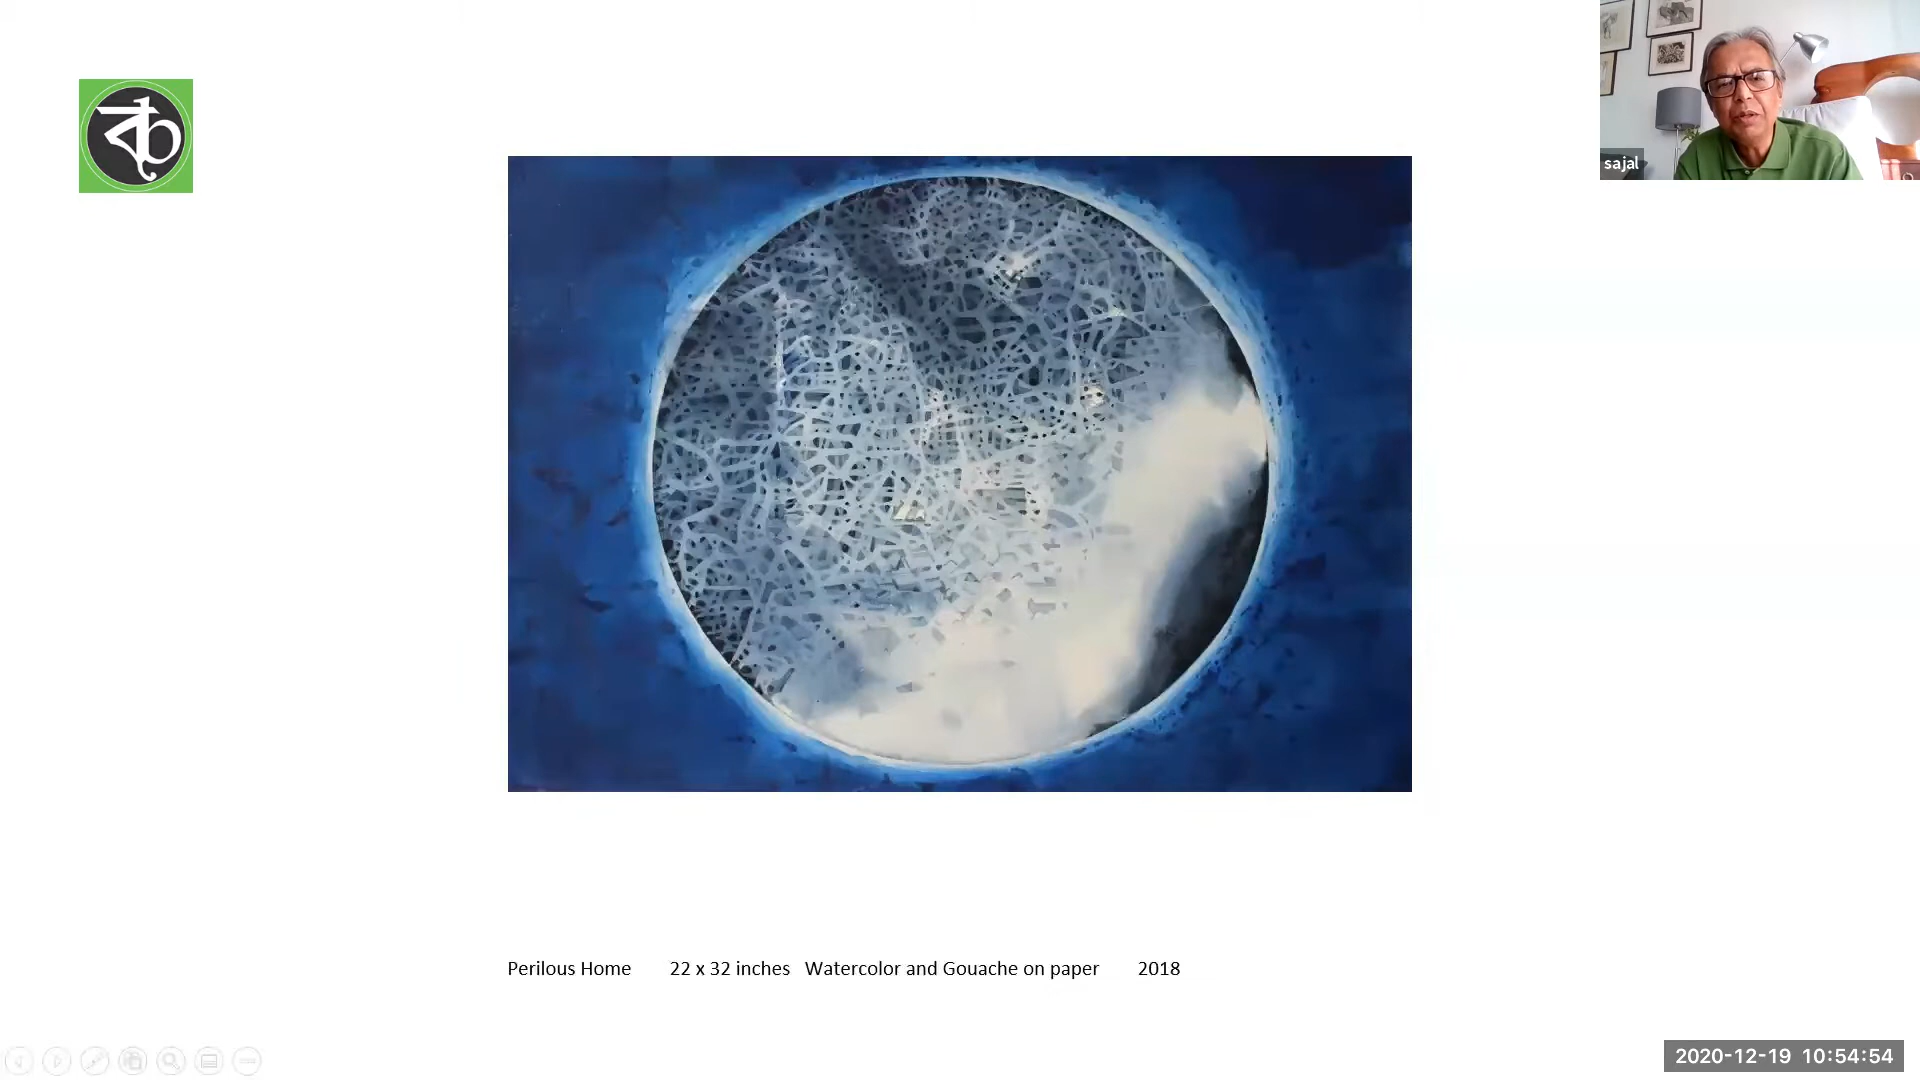 sajal
Perilous Home 22 x 32 inches Watercolor and Gouache on paper 2018
2020-12-19 10:54:54